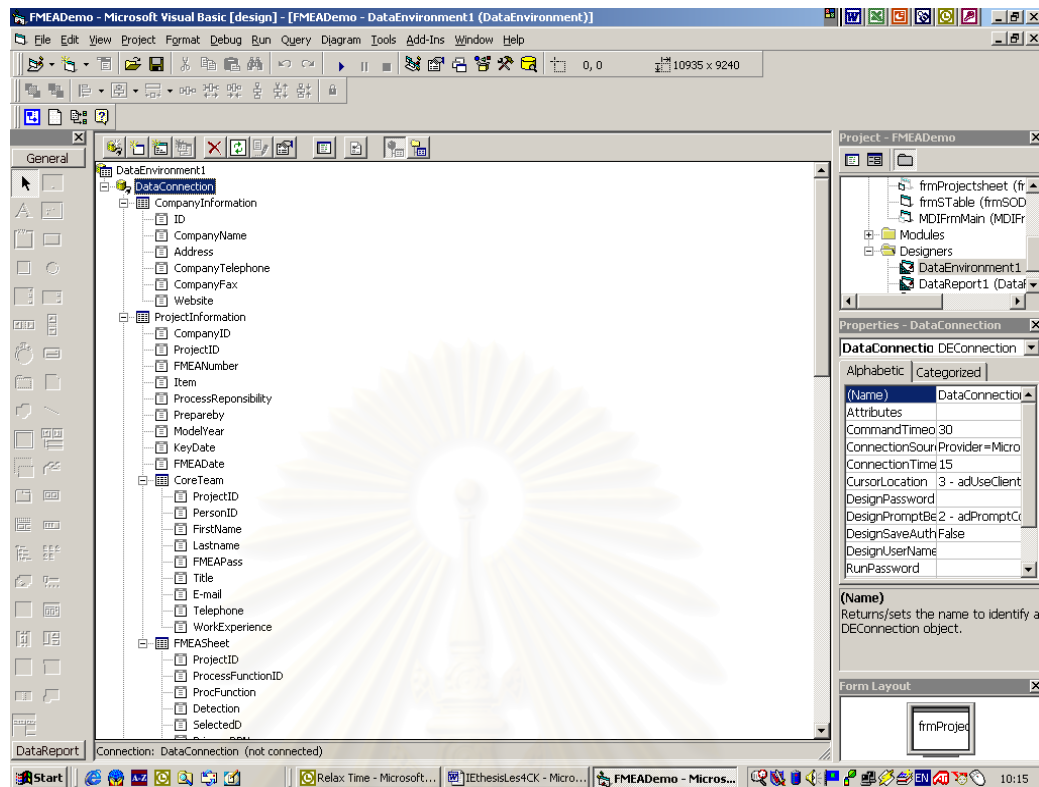 FMEADemo - Microsoft Visual Basic [design] - [FMEADemo - DataEnvironment1 (DataEnvironment)]
File Edit View Project Format Debug Run Query Diagram Tools Add-Ins Window Help
0, 0
10935 x 9240
General
DataReport
DataEnvironment1
DataConnection
CompanyInformation
ID
CompanyName
Address
CompanyTelephone
CompanyFax
Website
ProjectInformation
CompanyID
ProjectID
FMEANumber
Item
ProcessReponsibility
Prepareby
ModelYear
KeyDate
FMEADate
CoreTeam
ProjectID
PersonID
FirstName
Lastname
FMEAPass
Title
E-mail
Telephone
WorkExperience
FMEASheet
ProjectID
ProcessFunctionID
ProcFunction
Detection
SelectedD
Connection: DataConnection (not connected)
Project - FMEADemo
frmProjectsheet (fr
frmSTable (frmSOD
MDIFrmMain (MDIFr
Modules
Designers
DataEnvironment1
DataReport1 (DataR
Properties - DataConnection
DataConnectio DEConnection
Alphabetic Categorized
(Name) DataConnection
Attributes
CommandTimeo 30
ConnectionSour Provider=Micro
ConnectionTime 15
CursorLocation 3 - adUseClient
DesignPassword
DesignPromptBe 2 - adPromptCo
DesignSaveAuth False
DesignUserName
RunPassword
(Name)
Returns/sets the name to identify a
DEConnection object.
Form Layout
frmProjec
Start
Relax Time - Microsoft...
IEthesisLes4CK - Micro...
FMEADemo - Micros...
EN
10:15